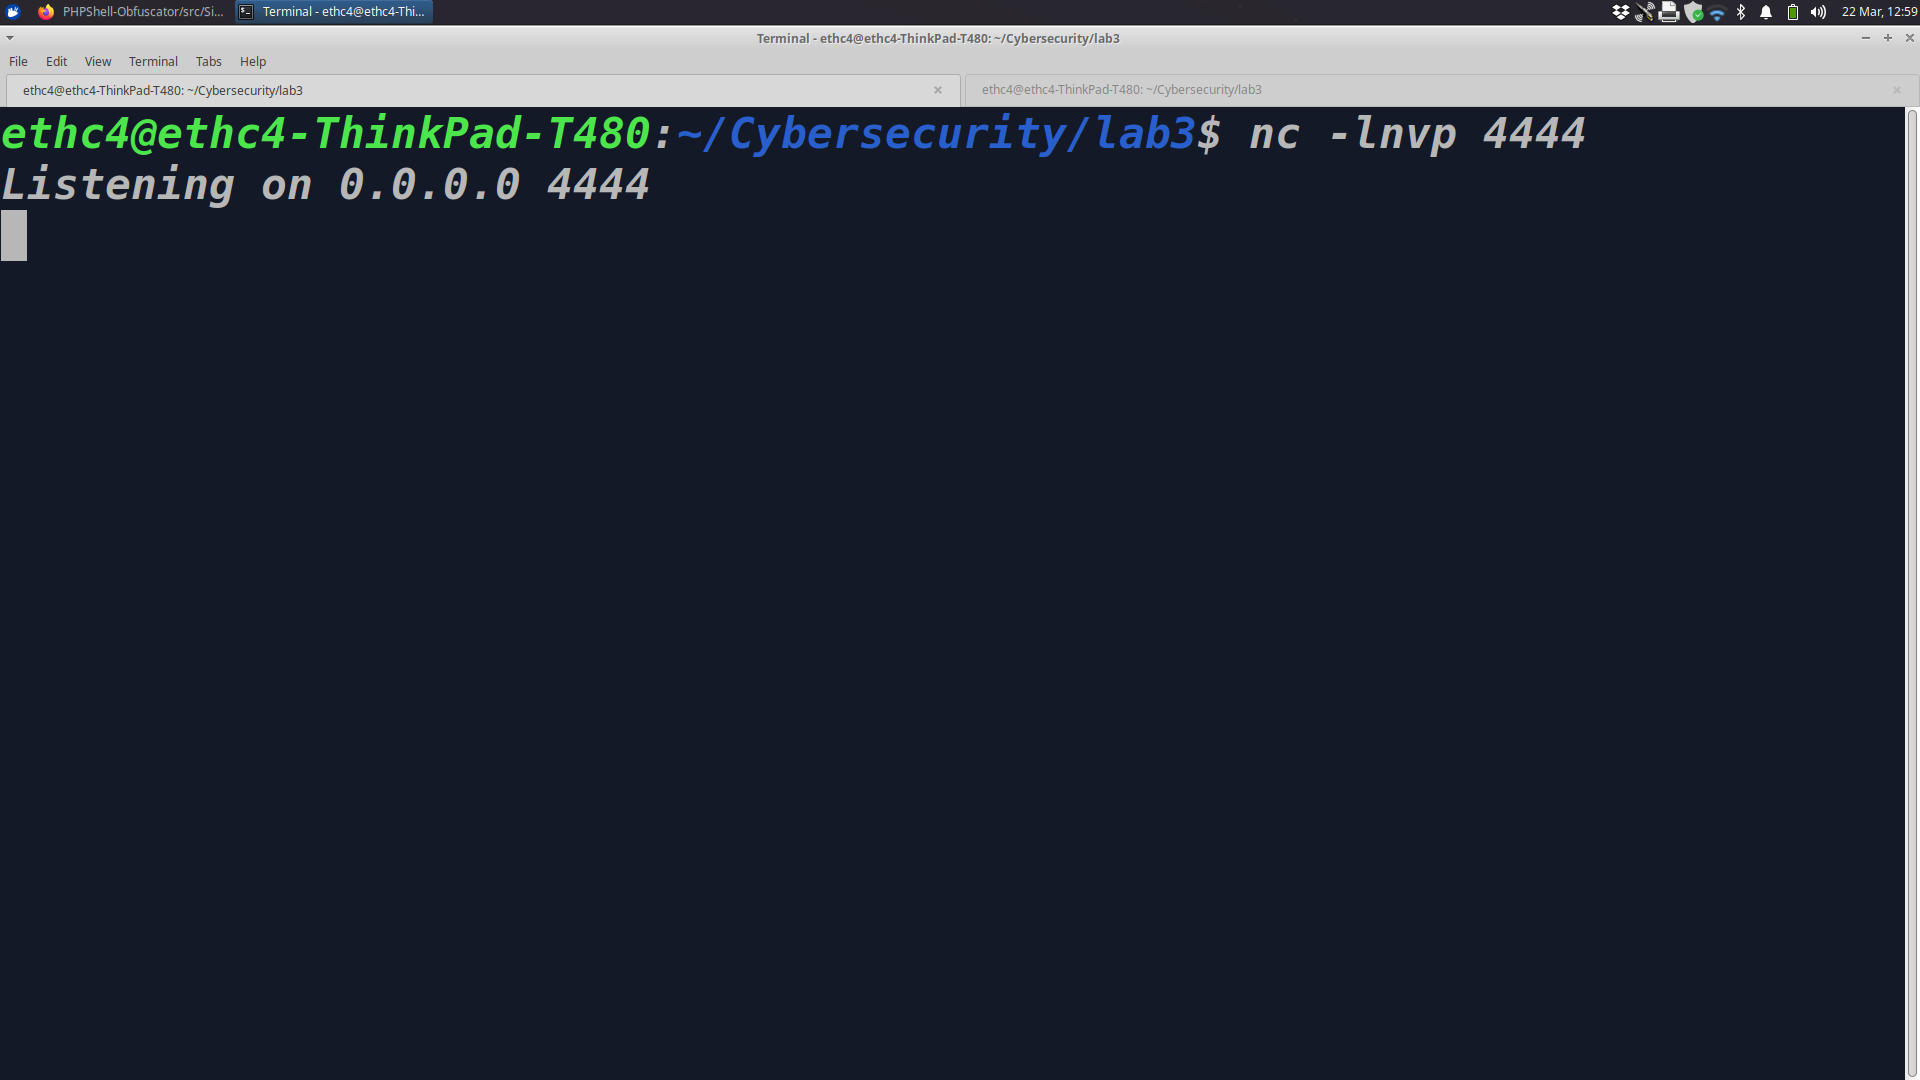 PHPShell-Obfuscator/src/Si...
Terminal - ethc4@ethc4-Thi...
22 Mar, 12:59
Terminal - ethc4@ethc4-ThinkPad-T480: ~/Cybersecurity/lab3
File Edit View Terminal Tabs Help
ethc4@ethc4-ThinkPad-T480: ~/Cybersecurity/lab3
ethc4@ethc4-ThinkPad-T480: ~/Cybersecurity/lab3
ethc4@ethc4-ThinkPad-T480:~/Cybersecurity/lab3$ nc -lnvp 4444
Listening on 0.0.0.0 4444